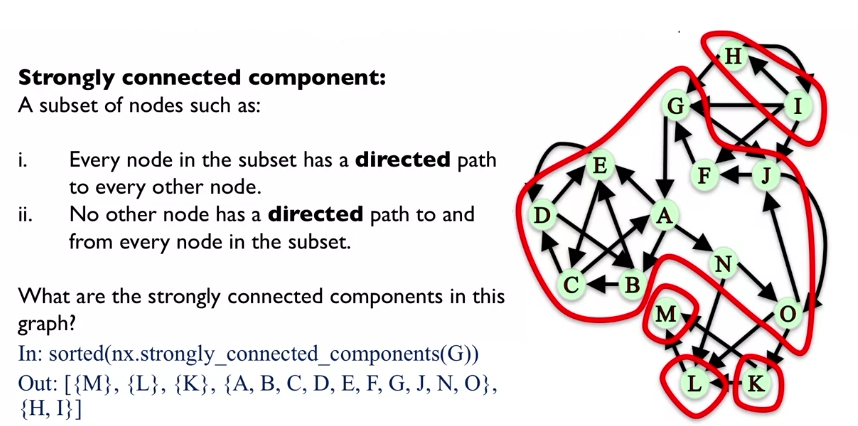 Strongly connected component:
A subset of nodes such as:
i. Every node in the subset has a directed path
to every other node.
ii. No other node has a directed path to and
from every node in the subset.
What are the strongly connected components in this
graph?
In: sorted(nx.strongly_connected_components(G))
Out: [{M}, {L}, {K}, {A, B, C, D, E, F, G, J, N, O},
{H, I}]
H
G
I
E
F
J
D
A
C
B
N
M
O
L
K